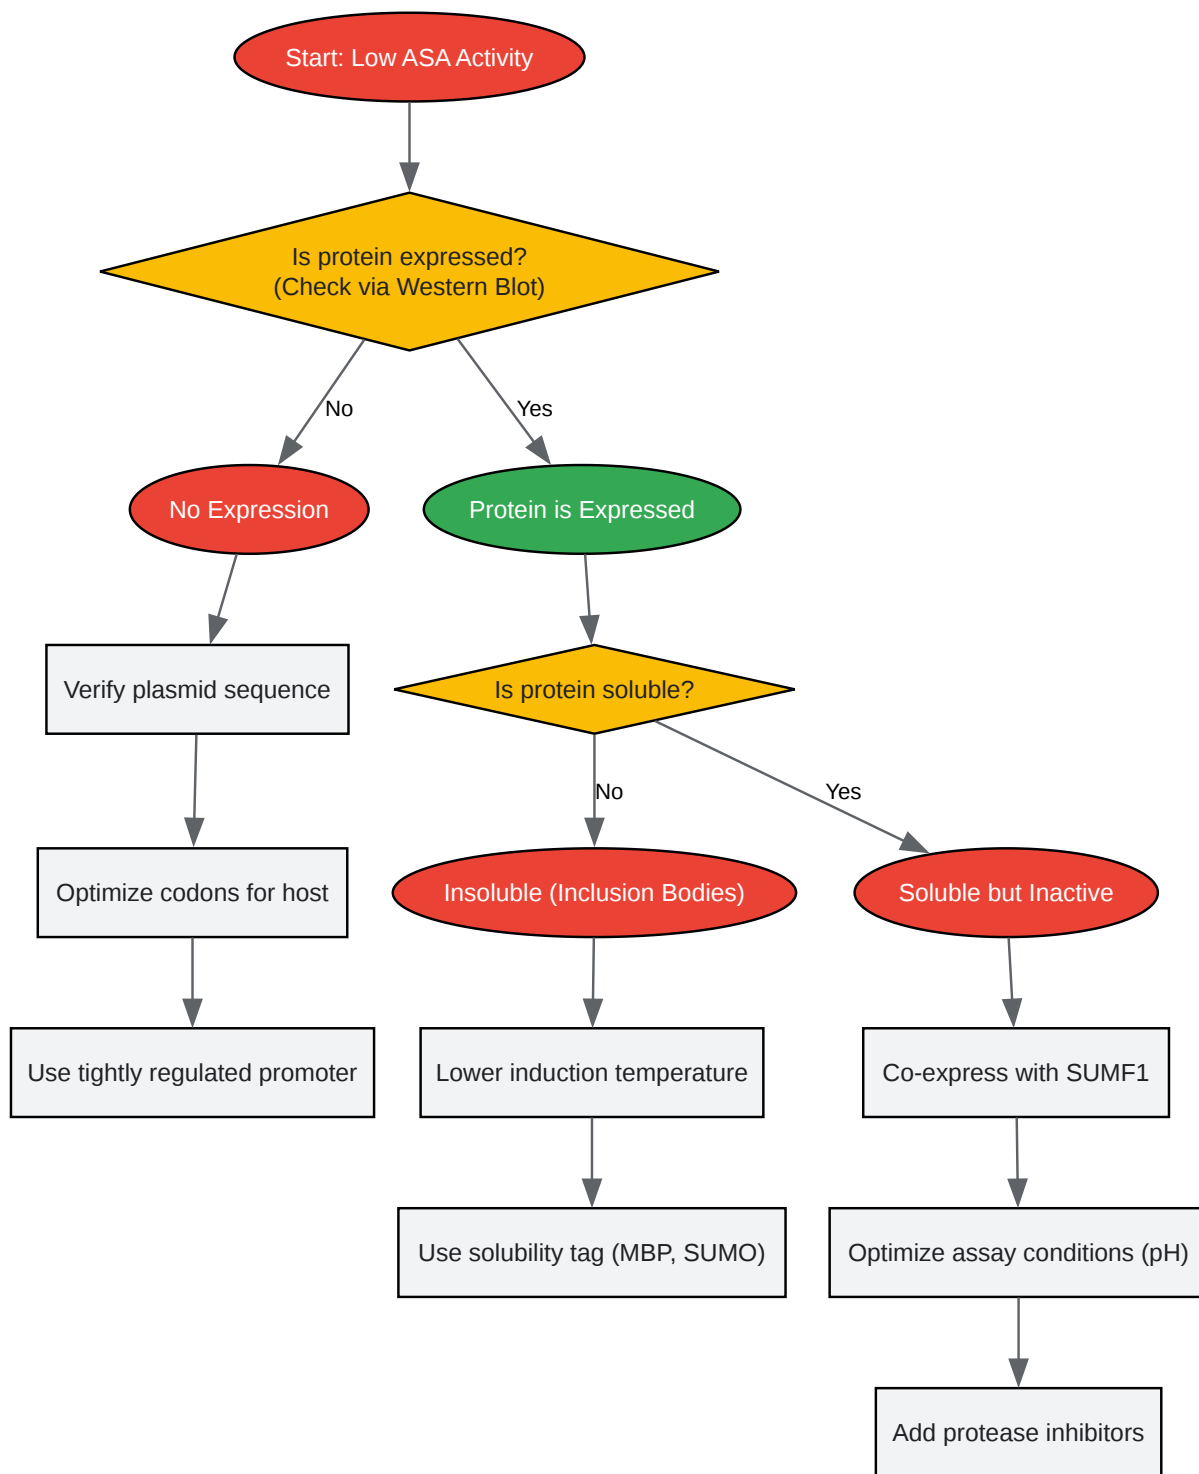 Start: Low ASA Activity
Is protein expressed?
(Check via Western Blot)
No
Yes
No Expression
Protein is Expressed
Verify plasmid sequence
Is protein soluble?
No
Yes
Optimize codons for host
Insoluble (Inclusion Bodies)
Soluble but Inactive
Use tightly regulated promoter
Lower induction temperature
Co-express with SUMF1
Use solubility tag (MBP, SUMO)
Optimize assay conditions (pH)
Add protease inhibitors